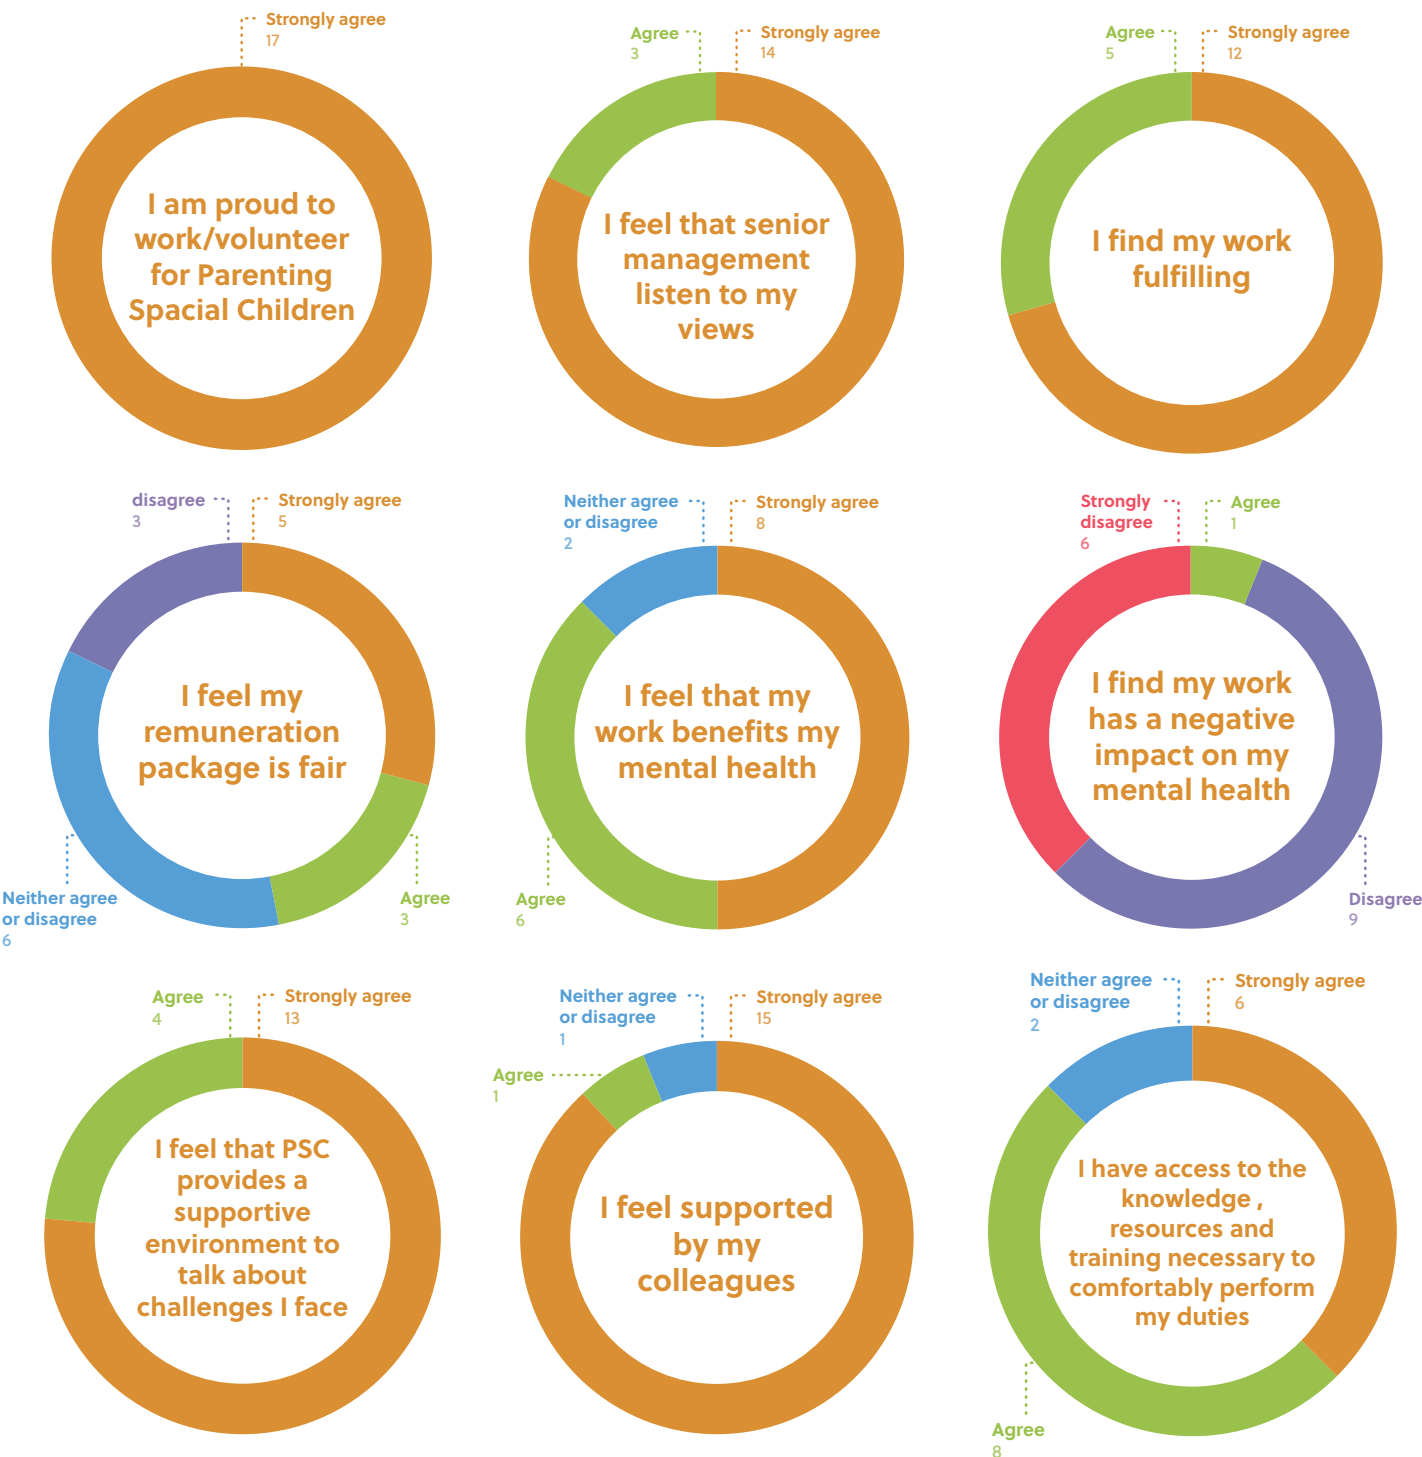 Strongly agree
17
I am proud to
work/volunteer
for Parenting
Spacial Children
Agree
3
Strongly agree
14
I feel that senior
management
listen to my
views
Agree
5
Strongly agree
12
I find my work
fulfilling
disagree
3
Strongly agree
5
I feel my
remuneration
package is fair
Neither agree
or disagree
6
Agree
3
Neither agree
or disagree
2
Strongly agree
8
I feel that my
work benefits my
mental health
Agree
6
Strongly
disagree
6
Agree
1
I find my work
has a negative
impact on my
mental health
Disagree
9
Agree
4
Strongly agree
13
I feel that PSC
provides a
supportive
environment to
talk about
challenges I face
Neither agree
or disagree
1
Strongly agree
15
Agree
1
I feel supported
by my
colleagues
Neither agree
or disagree
2
Strongly agree
6
I have access to the
knowledge ,
resources and
training necessary to
comfortably perform
my duties
Agree
8